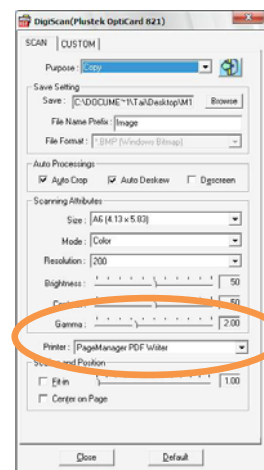 DigiScan(Plustek OptiCard 821)
SCAN CUSTOM
Purpose : Copy
Save Setting
Save : C:\DOCUME~1\Tai\Desktop\M1 Browse
File Name Prefix : Image
File Format : *.BMP (Windows Bitmap)
Auto Processings
Auto Crop Auto Deskew Descreen
Scanning Attributes
Size : A6 (4.13 x 5.83)
Mode : Color
Resolution : 200
Brightness : 50
50
Gamma : 2.00
Printer : PageManager PDF Writer
and Position
Fit-in 1.00
Center on Page
Close Default